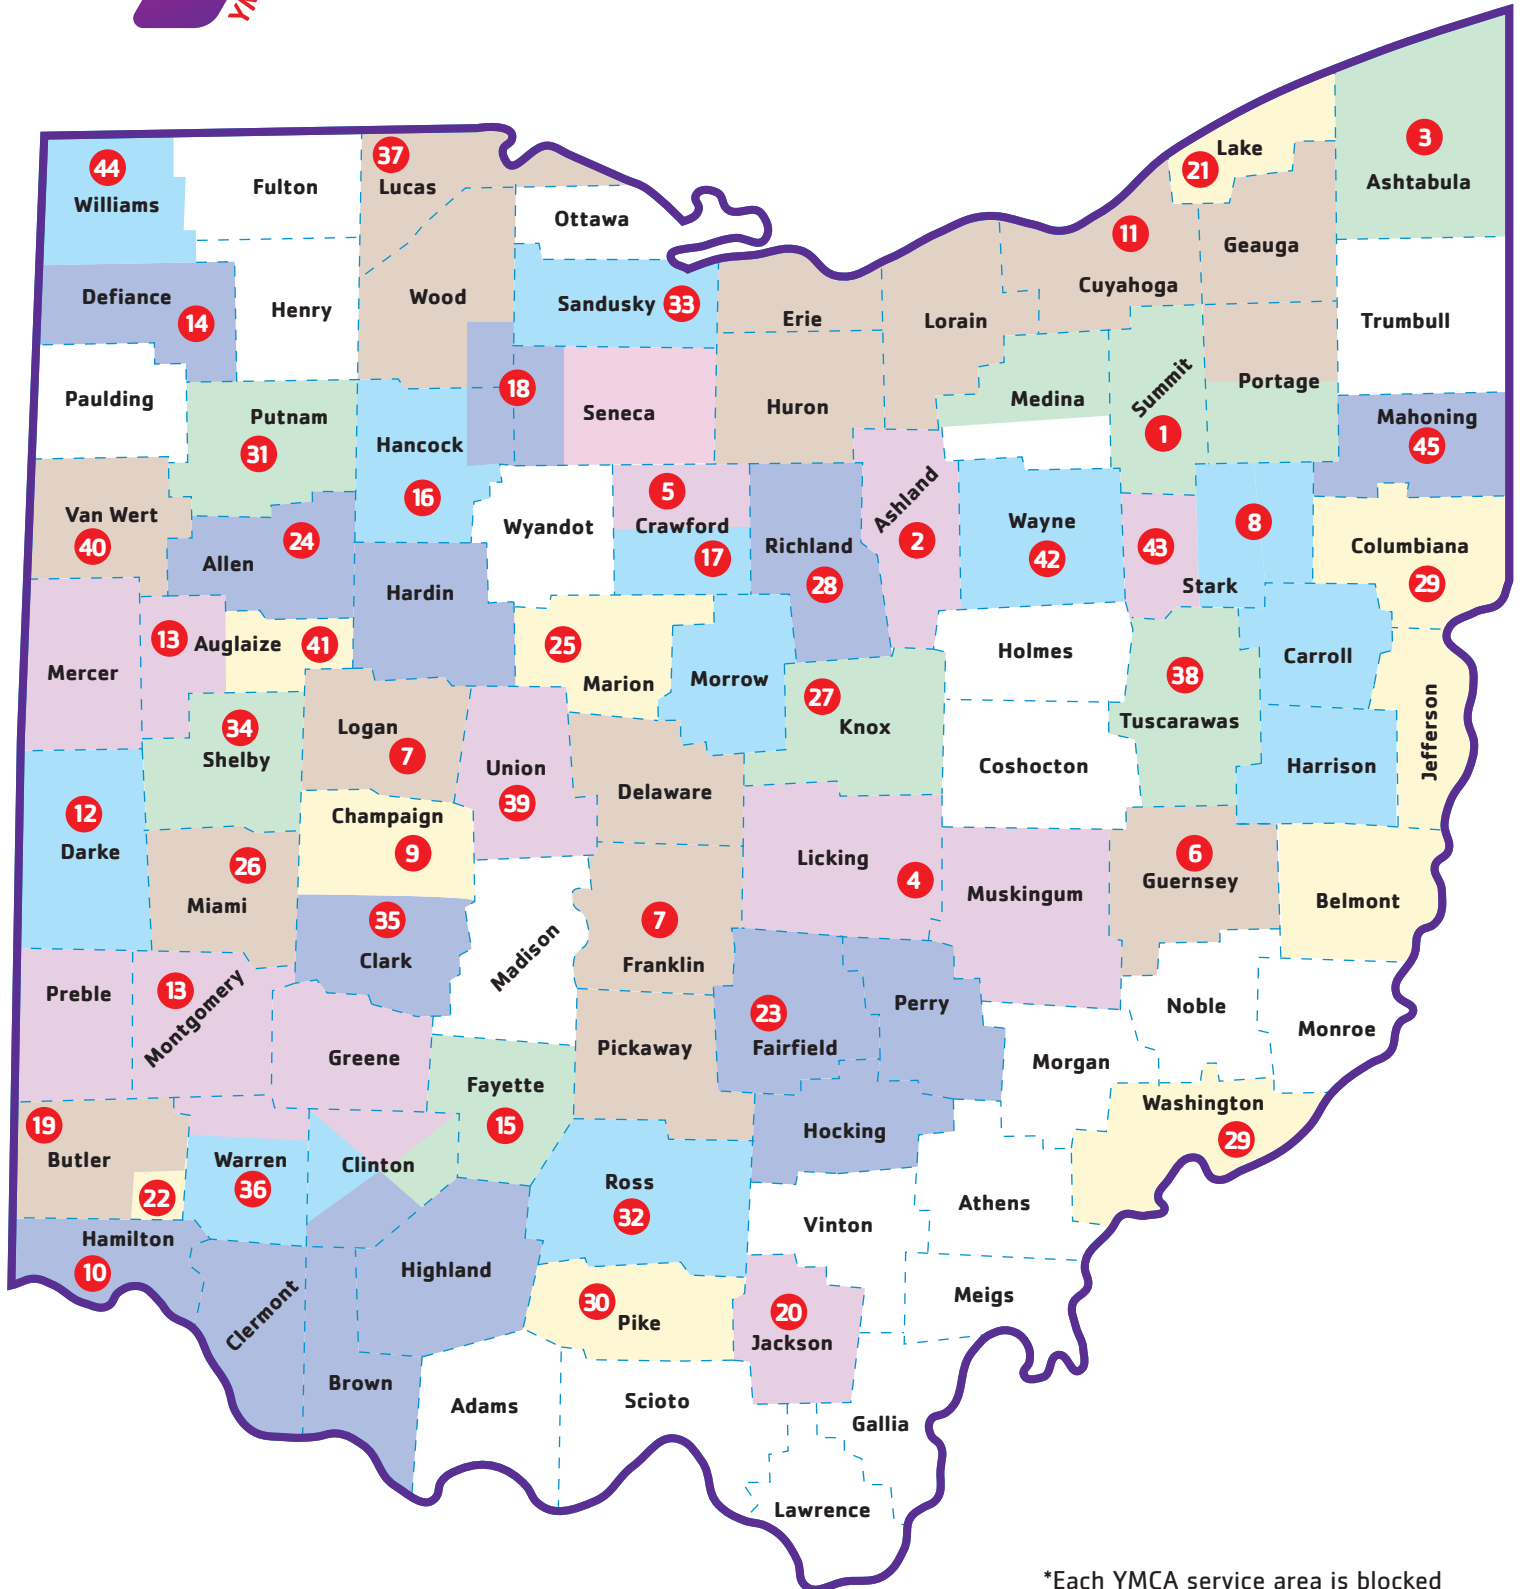 YM
44
Williams
Fulton
37
Lucas
Ottawa
21
Lake
3
Ashtabula
11
Cuyahoga
Geauga
Defiance
14
Henry
Wood
Sandusky
33
Erie
Lorain
Trumbull
Paulding
Putnam
31
18
Seneca
Huron
Medina
Summit
1
Portage
Mahoning
45
Hancock
16
Van Wert
40
Allen
24
Wyandot
5
Crawford
17
Richland
28
Ashland
2
Wayne
42
43
8
Stark
Columbiana
29
Hardin
Mercer
13
Auglaize
41
25
Marion
Morrow
Holmes
Carroll
27
Knox
38
Tuscarawas
Jefferson
34
Shelby
Logan
7
Union
39
Delaware
Coshocton
Harrison
12
Darke
Champaign
9
26
Miami
Licking
4
Muskingum
6
Guernsey
Belmont
35
Clark
Madison
7
Franklin
Preble
13
Montgomery
Perry
Noble
Monroe
Greene
Pickaway
23
Fairfield
Morgan
Fayette
15
Washington
29
19
Butler
Hocking
Warren
36
Clinton
22
Ross
32
Vinton
Athens
Hamilton
10
Highland
Clermont
30
Pike
20
Jackson
Meigs
Brown
Adams
Scioto
Gallia
Lawrence
*Each YMCA service area is blocked